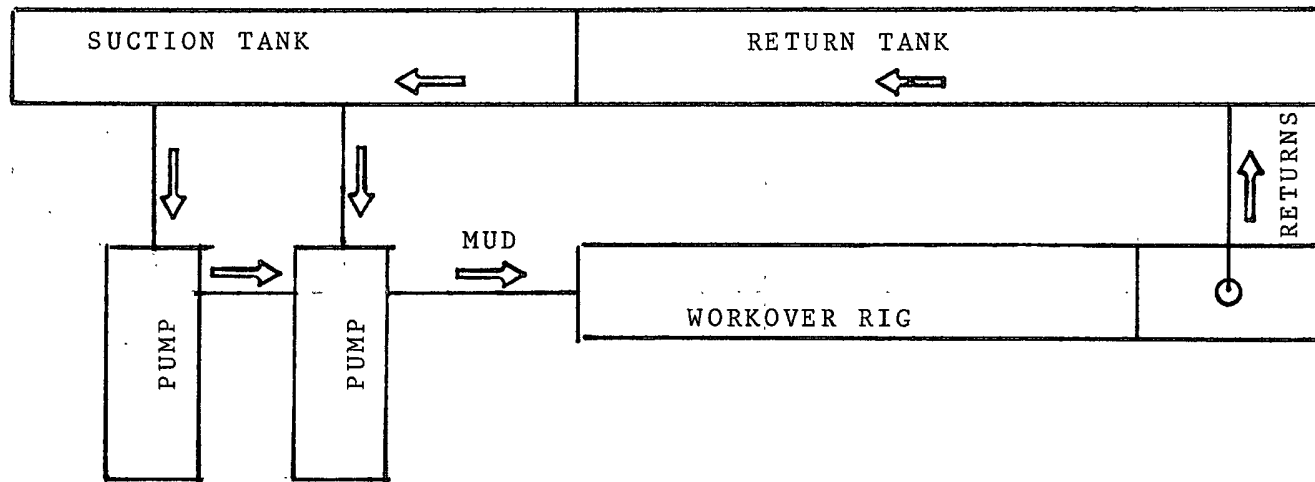 SUCTION TANK
RETURN TANK
RETURNS
MUD
WORKOVER RIG
PUMP
PUMP